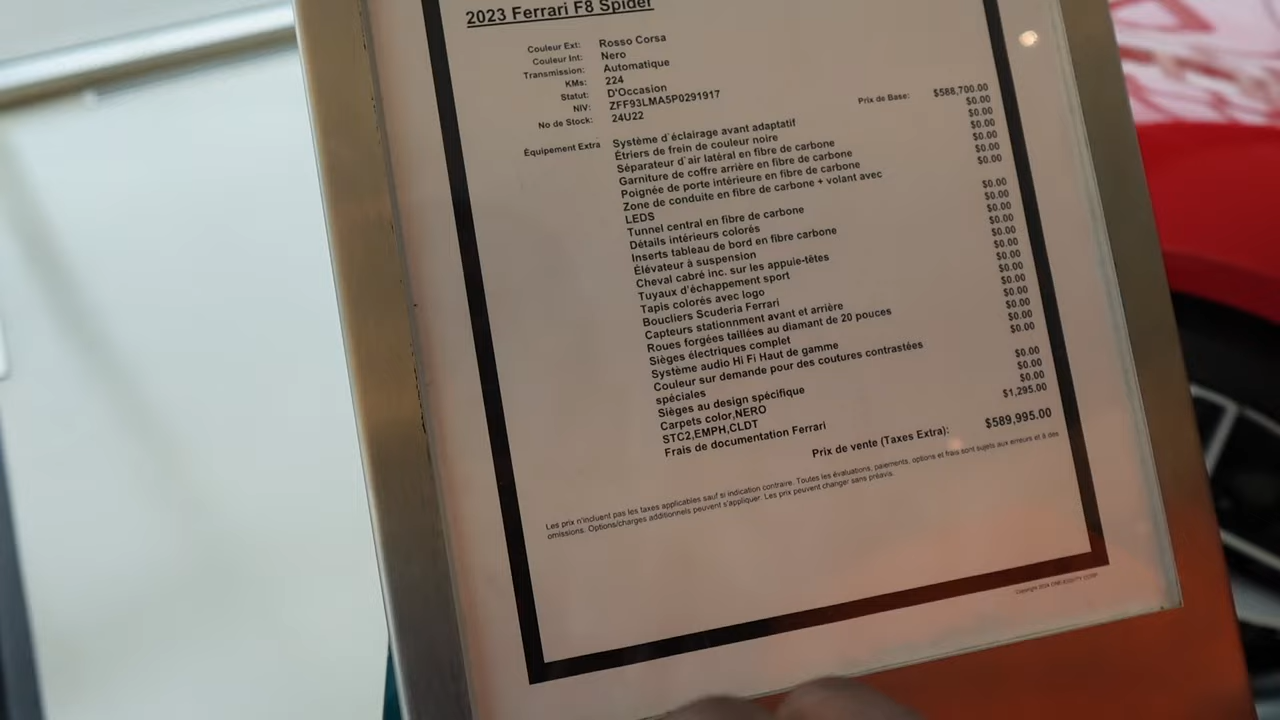 2023 Ferrari F8 Spider
Couleur Ext: Rosso Corsa
Couleur Int: Nero
Transmission: Automatique
KMs: 224
Statut: D'Occasion
NIV: ZFF93LMA5P0291917
No de Stock: 24U22
Prix de Base: $588,700.00
Équipement Extra Système d'éclairage avant adaptatif $0.00
Étriers de frein de couleur noire $0.00
Séparateur d'air latéral en fibre de carbone $0.00
Garniture de coffre arrière en fibre de carbone $0.00
Poignée de porte intérieure en fibre de carbone $0.00
Zone de conduite en fibre de carbone + volant avec $0.00
LEDS
Tunnel central en fibre de carbone $0.00
Détails intérieurs colorés $0.00
Inserts tableau de bord en fibre carbone $0.00
Élévateur à suspension $0.00
Cheval cabré inc. sur les appuie-têtes $0.00
Tuyaux d'échappement sport $0.00
Tapis colorés avec logo $0.00
Boucliers Scuderia Ferrari $0.00
Capteurs stationnment avant et arrière $0.00
Roues forgées taillées au diamant de 20 pouces $0.00
Sièges électriques complet $0.00
Système audio Hi Fi Haut de gamme $0.00
Couleur sur demande pour des coutures contrastées $0.00
spéciales
Sièges au design spécifique $0.00
Carpets color,NERO $0.00
STC2,EMPH,CLDT $0.00
Frais de documentation Ferrari $1,295.00
Prix de vente (Taxes Extra): $589,995.00
Les prix n'incluent pas les taxes applicables sauf si indication contraire. Toutes les évaluations, paiements, options et frais sont sujets aux erreurs et à des
omissions. Options/charges additionnels peuvent s'appliquer. Les prix peuvent changer sans préavis.
Copyright 2024 ONE-EQUITY CORP